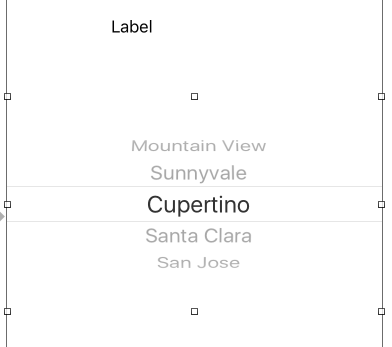 Label
Mountain View
Sunnyvale
Cupertino
Santa Clara
San Jose